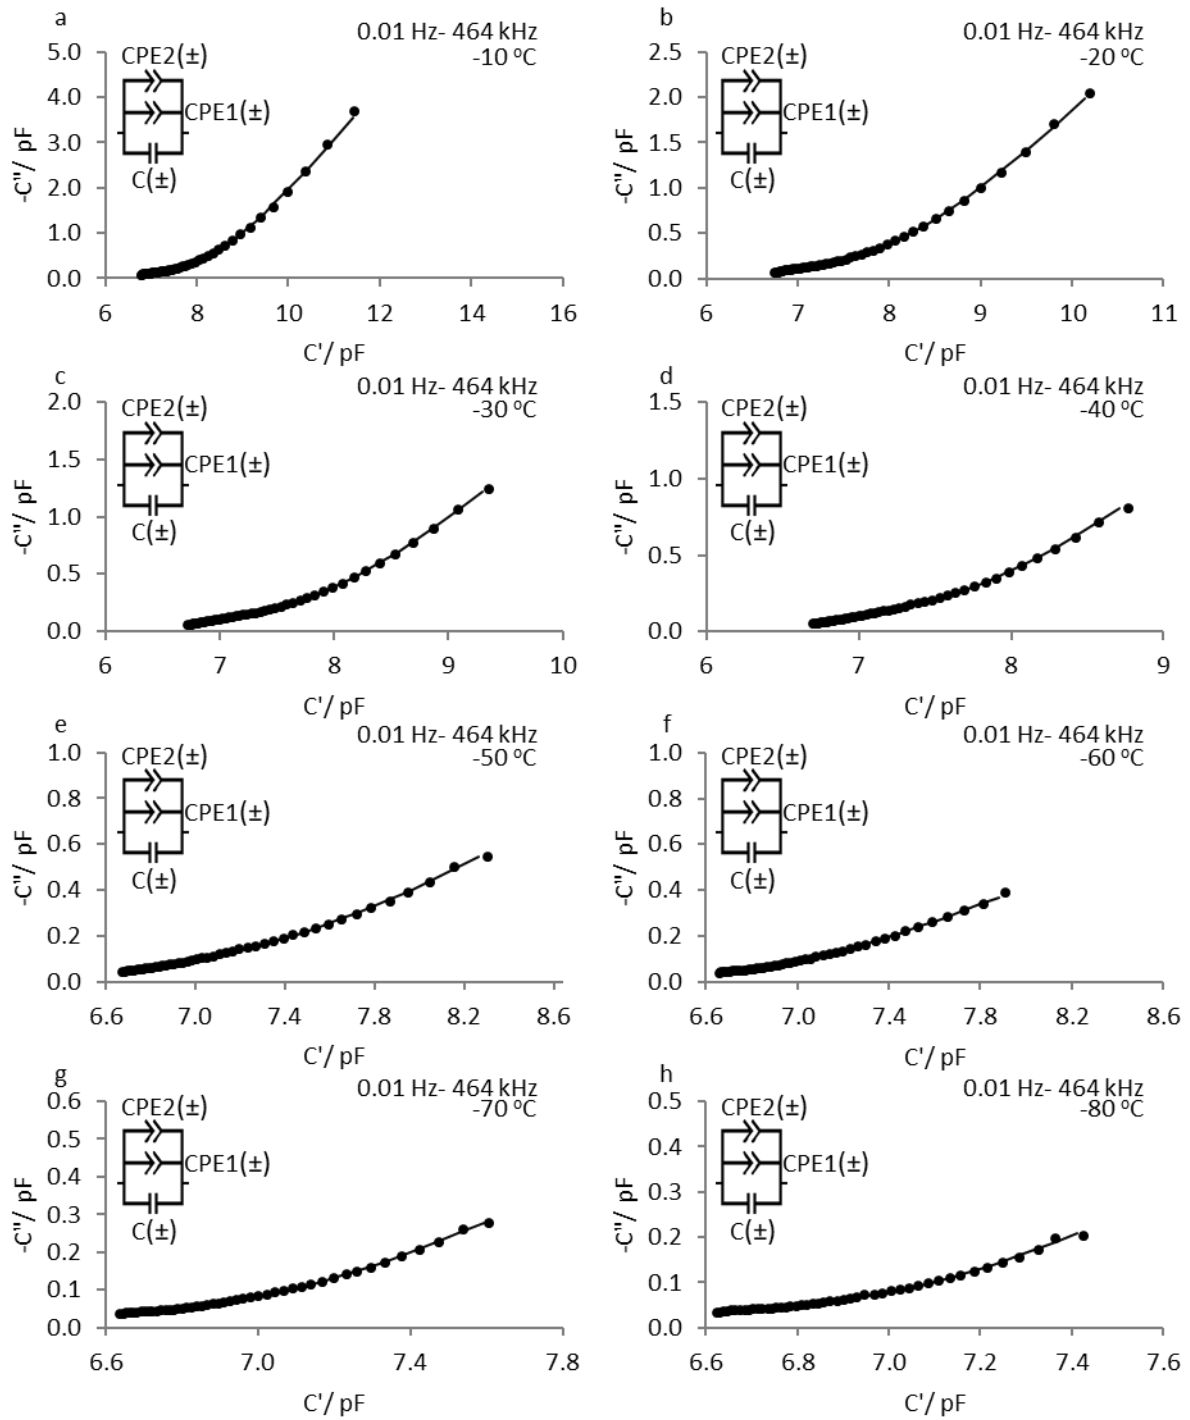 a
0.01 Hz- 464 kHz
-10 ºC
5.0
4.0
3.0
2.0
1.0
0.0
-C"/ pF
CPE2(±)
CPE1(±)
C(±)
6 8 10 12 14 16
C'/ pF
b
0.01 Hz- 464 kHz
-20 ºC
2.5
2.0
1.5
1.0
0.5
0.0
-C"/ pF
CPE2(±)
CPE1(±)
C(±)
6 7 8 9 10 11
C'/ pF
c
0.01 Hz- 464 kHz
-30 ºC
2.0
1.5
1.0
0.5
0.0
-C"/ pF
CPE2(±)
CPE1(±)
C(±)
6 7 8 9 10
C'/ pF
d
0.01 Hz- 464 kHz
-40 ºC
1.5
1.0
0.5
0.0
-C"/ pF
CPE2(±)
CPE1(±)
C(±)
6 7 8 9
C'/ pF
e
0.01 Hz- 464 kHz
-50 ºC
1.0
0.8
0.6
0.4
0.2
0.0
-C"/ pF
CPE2(±)
CPE1(±)
C(±)
6.6 7.0 7.4 7.8 8.2 8.6
C'/ pF
f
0.01 Hz- 464 kHz
-60 ºC
1.0
0.8
0.6
0.4
0.2
0.0
-C"/ pF
CPE2(±)
CPE1(±)
C(±)
6.6 7.0 7.4 7.8 8.2 8.6
C'/ pF
g
0.01 Hz- 464 kHz
-70 ºC
0.6
0.5
0.4
0.3
0.2
0.1
0.0
-C"/ pF
CPE2(±)
CPE1(±)
C(±)
6.6 7.0 7.4 7.8
C'/ pF
h
0.01 Hz- 464 kHz
-80 ºC
0.5
0.4
0.3
0.2
0.1
0.0
-C"/ pF
CPE2(±)
CPE1(±)
C(±)
6.6 6.8 7.0 7.2 7.4 7.6
C'/ pF